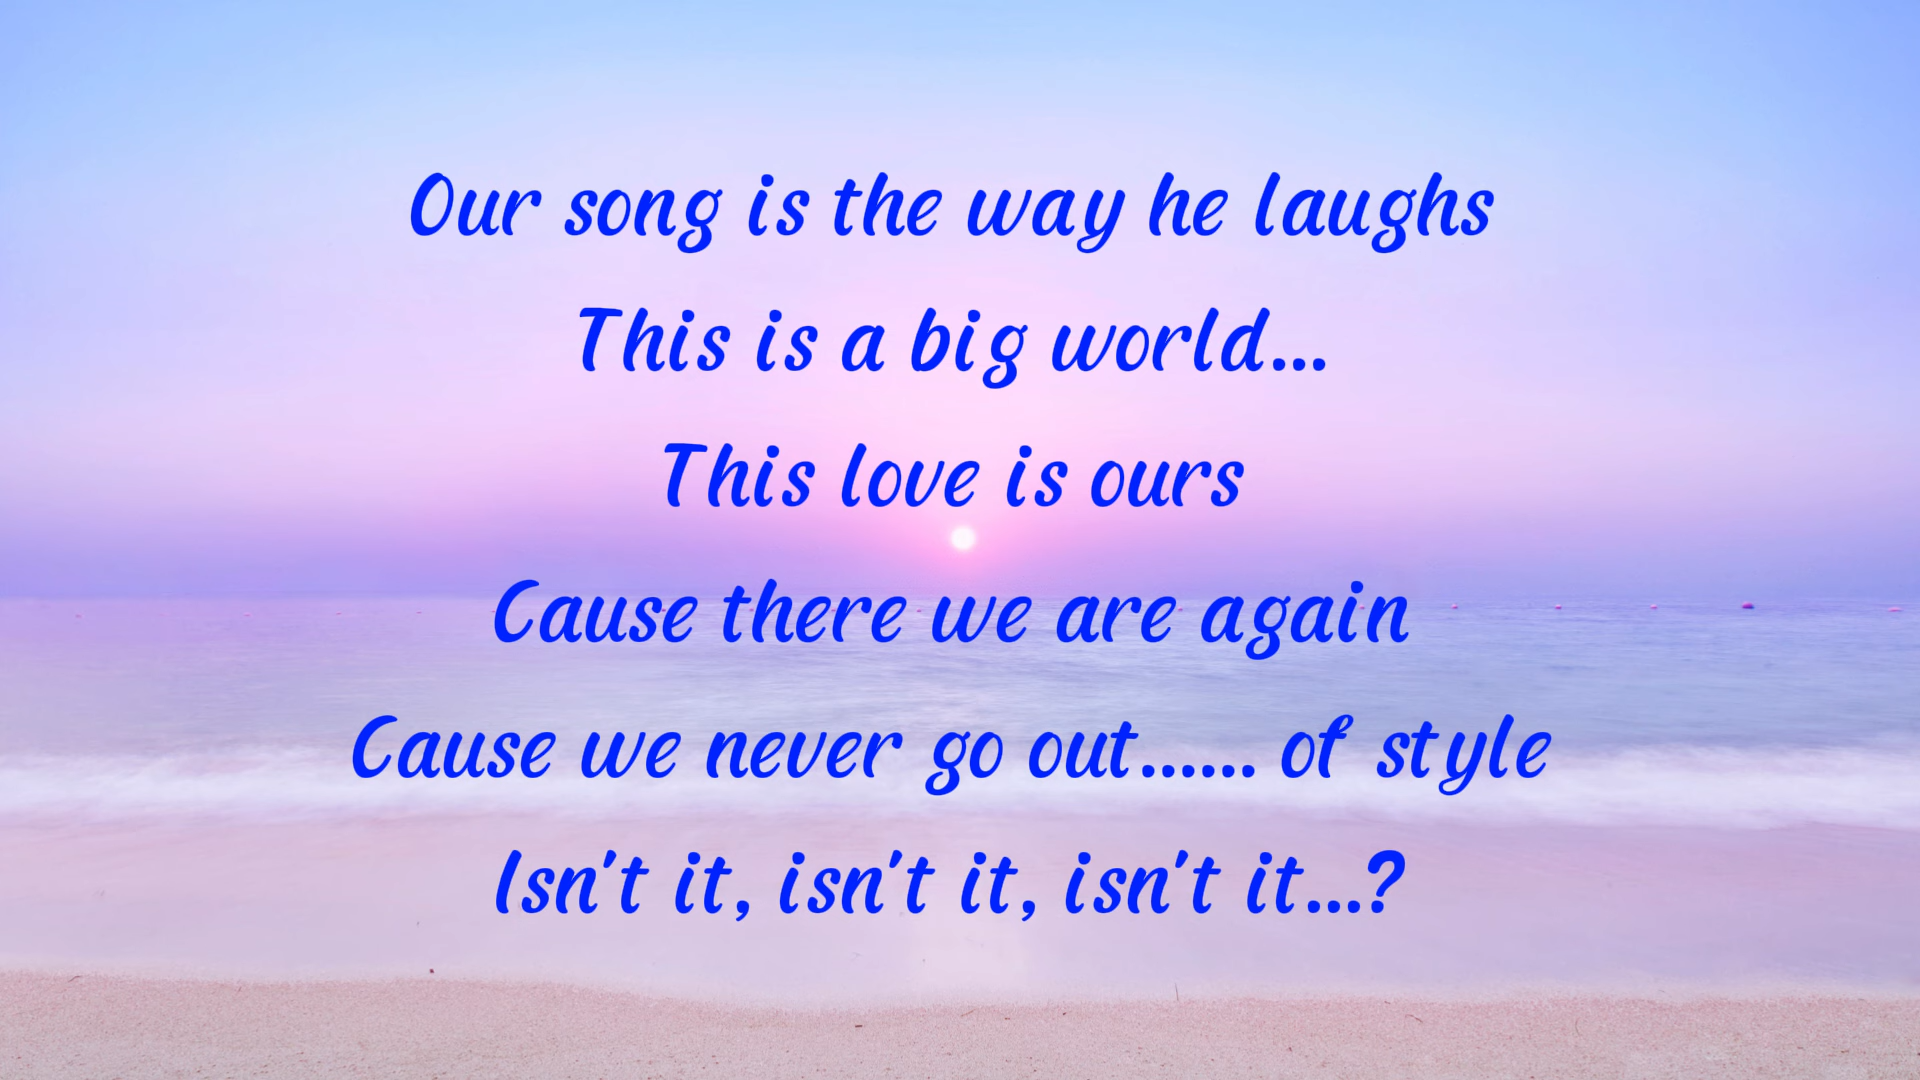 Our song is the way he laughs
This is a big world...
This love is ours
Cause there we are again
Cause we never go out...... of style
Isn't it, isn't it, isn't it...?